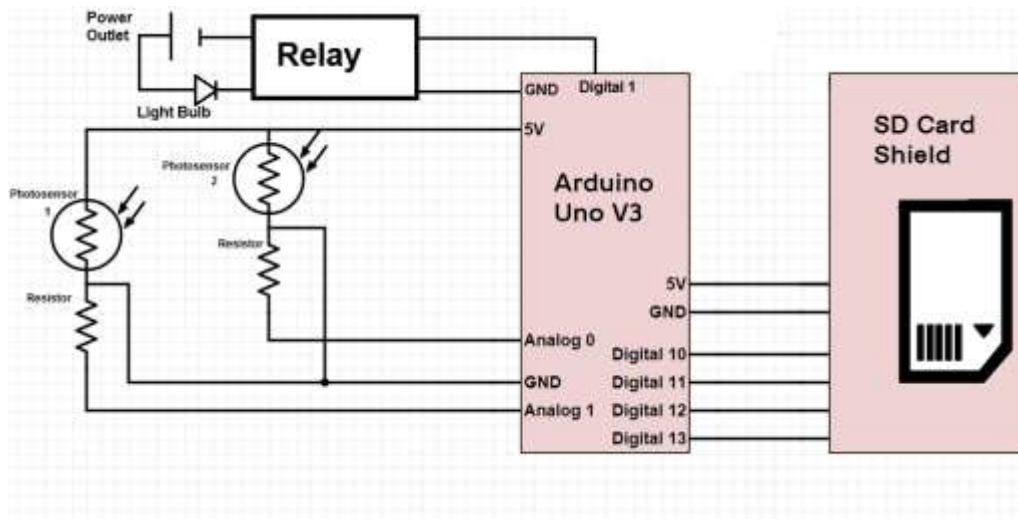 Power
Outlet
Relay
Light Bulb
GND
Digital 1
5V
Photosensor
2
Photosensor
1
Resistor
Resistor
Arduino
Uno V3
SD Card
Shield
5V
GND
Analog 0
Digital 10
GND
Digital 11
Analog 1
Digital 12
Digital 13